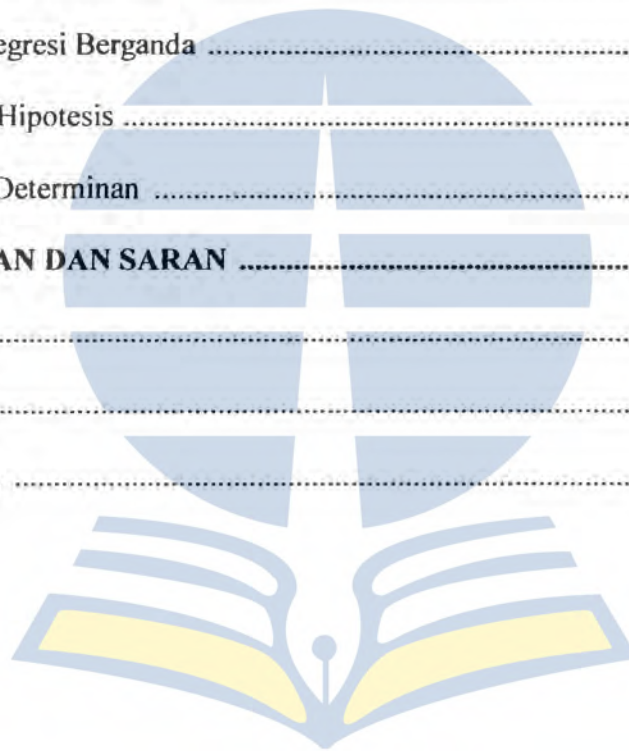 egresi Berganda ................................................................
Hipotesis ................................................................
Determinan ................................................................
AN DAN SARAN ................................................................
................................................................
................................................................
................................................................